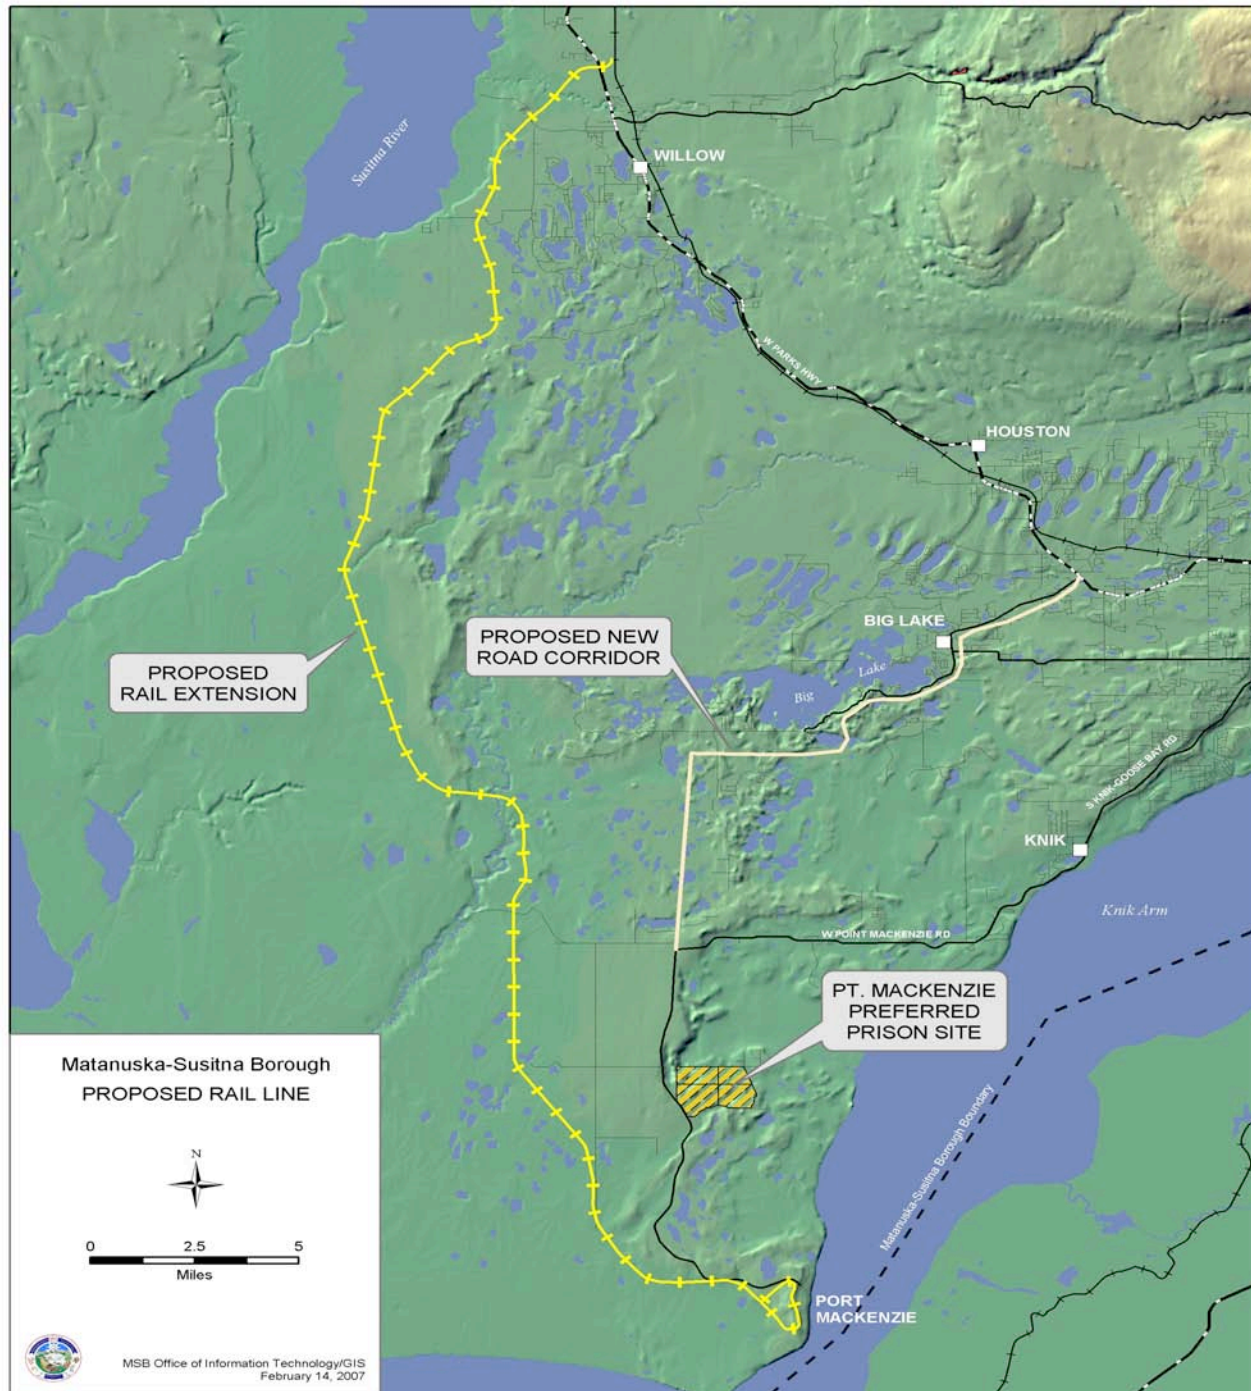 Susitna River
WILLOW
W PARKS HWY
HOUSTON
BIG LAKE
PROPOSED NEW
ROAD CORRIDOR
Big Lake
PROPOSED
RAIL EXTENSION
S KNIK-GOOSE BAY RD
KNIK
Knik Arm
W POINT MACKENZIE RD
PT. MACKENZIE
PREFERRED
PRISON SITE
Matanuska-Susitna Borough Boundary
PORT
MACKENZIE
Matanuska-Susitna Borough
PROPOSED RAIL LINE
N
0 2.5 5
Miles
MSB Office of Information Technology/GIS
February 14, 2007